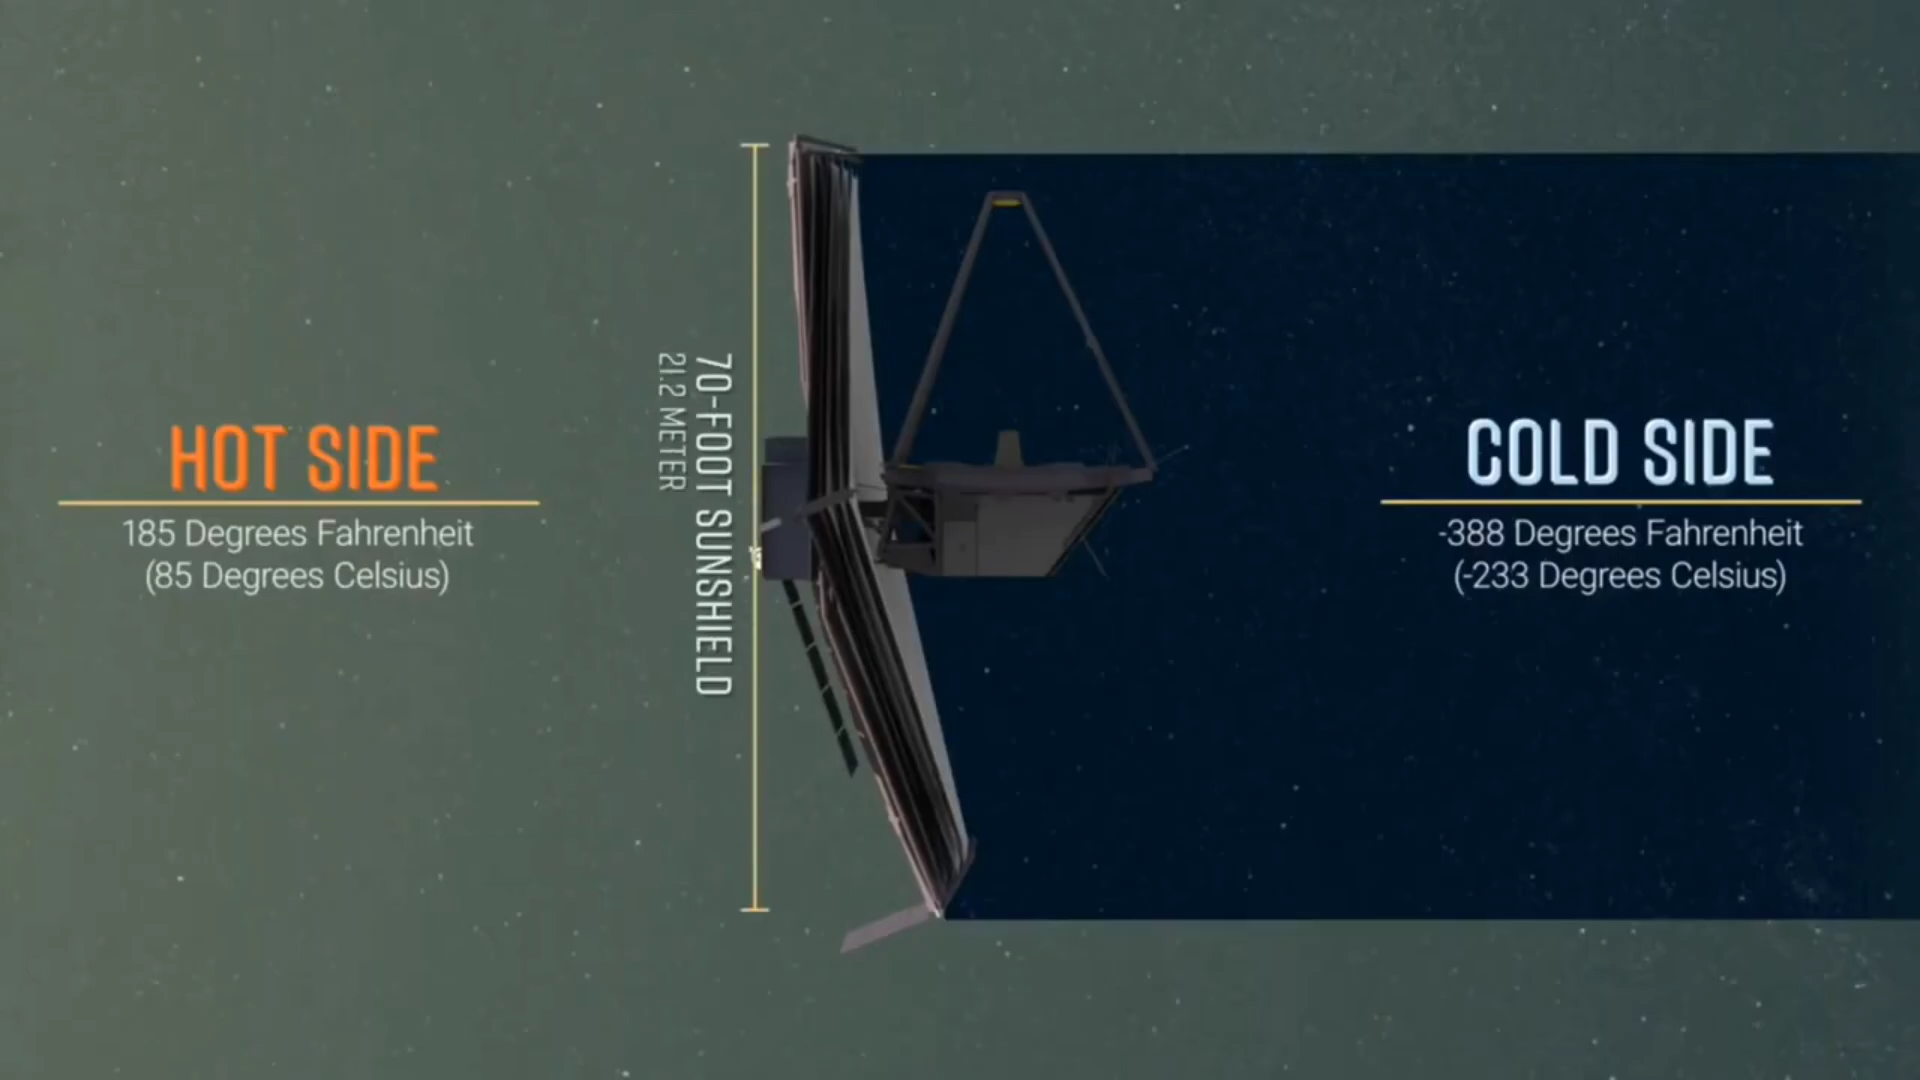 HOT SIDE
185 Degrees Fahrenheit
(85 Degrees Celsius)
70-FOOT SUNSHIELD
21.2 METER
COLD SIDE
-388 Degrees Fahrenheit
(-233 Degrees Celsius)